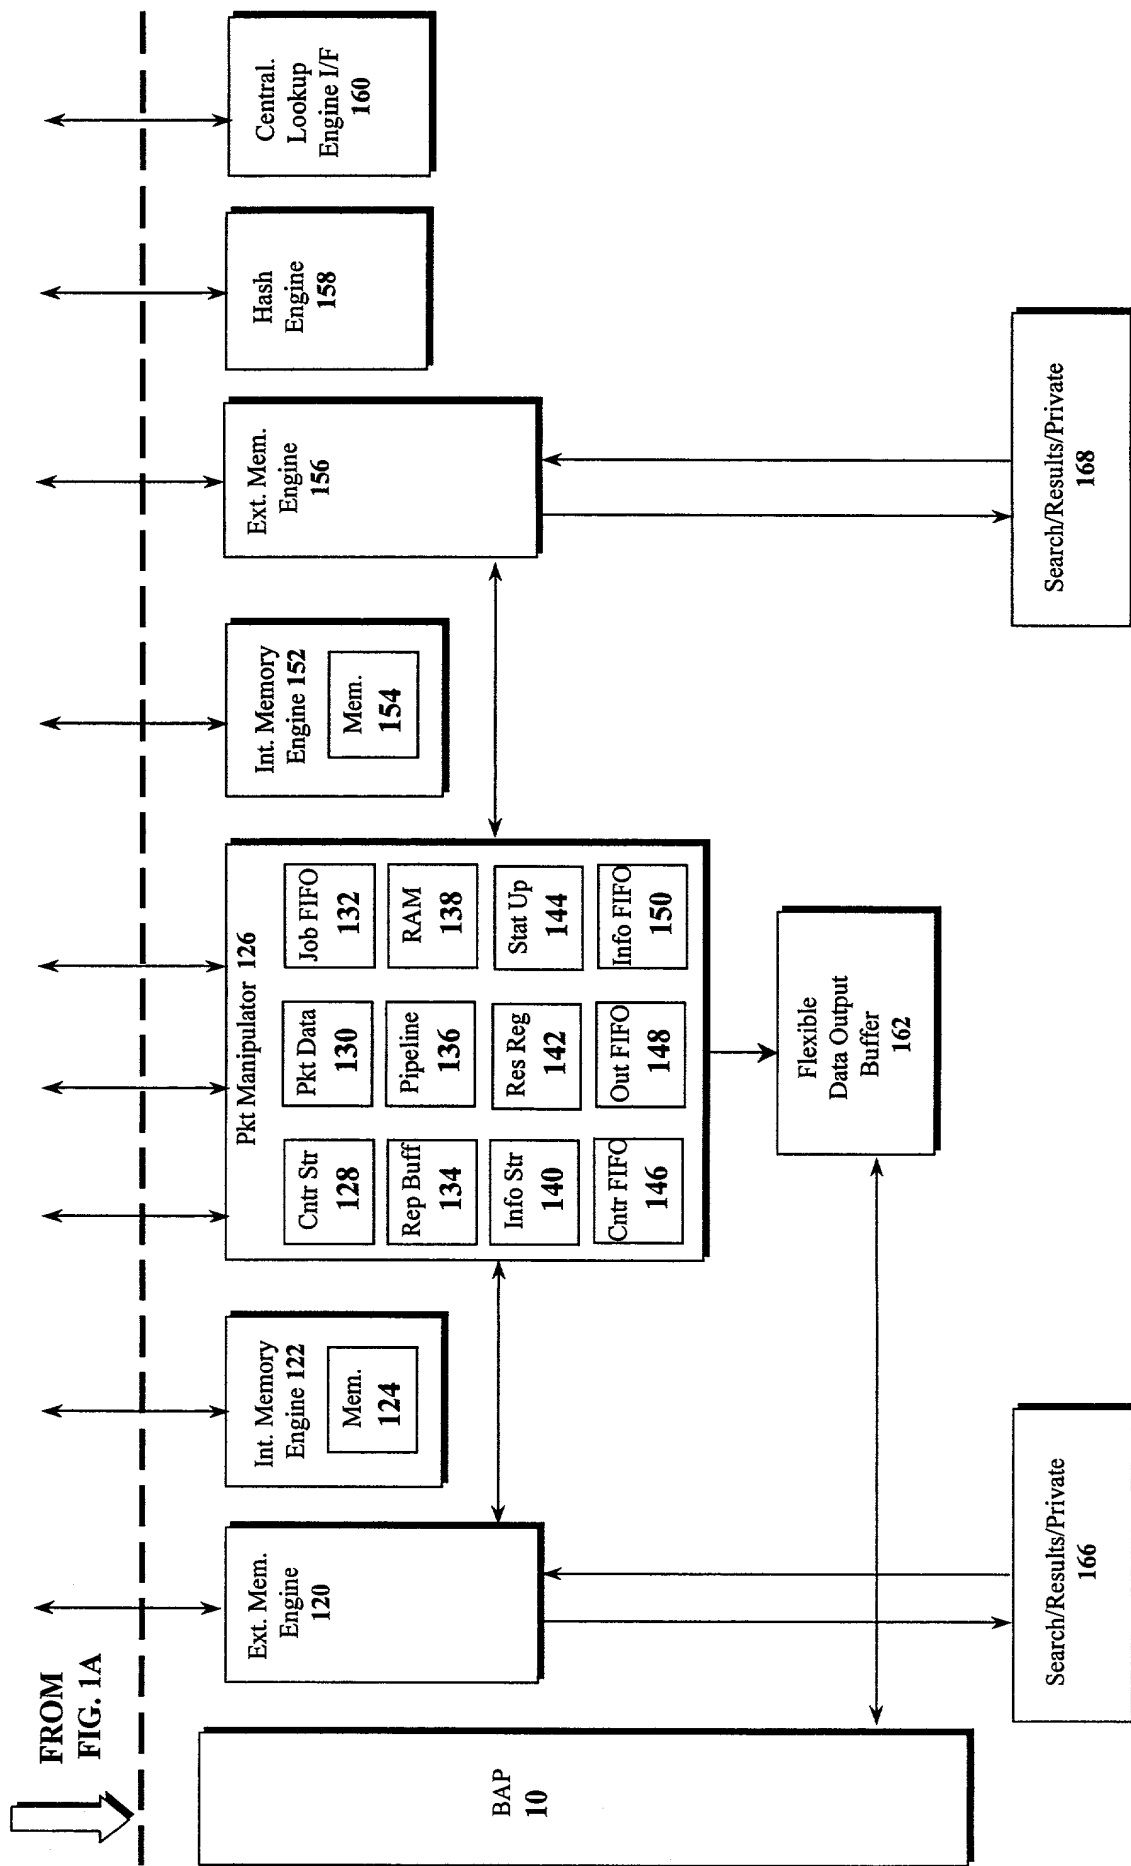 FROM
FIG. 1A
BAP
10
Ext. Mem.
Engine
120
Int. Memory
Engine 122
Mem.
124
Pkt Manipulator 126
Cntr Str
128
Pkt Data
130
Job FIFO
132
Rep Buff
134
Pipeline
136
RAM
138
Info Str
140
Res Reg
142
Stat Up
144
Cntr FIFO
146
Out FIFO
148
Info FIFO
150
Int. Memory
Engine 152
Mem.
154
Ext. Mem.
Engine
156
Hash
Engine
158
Central.
Lookup
Engine I/F
160
Flexible
Data Output
Buffer
162
Search/Results/Private
166
Search/Results/Private
168